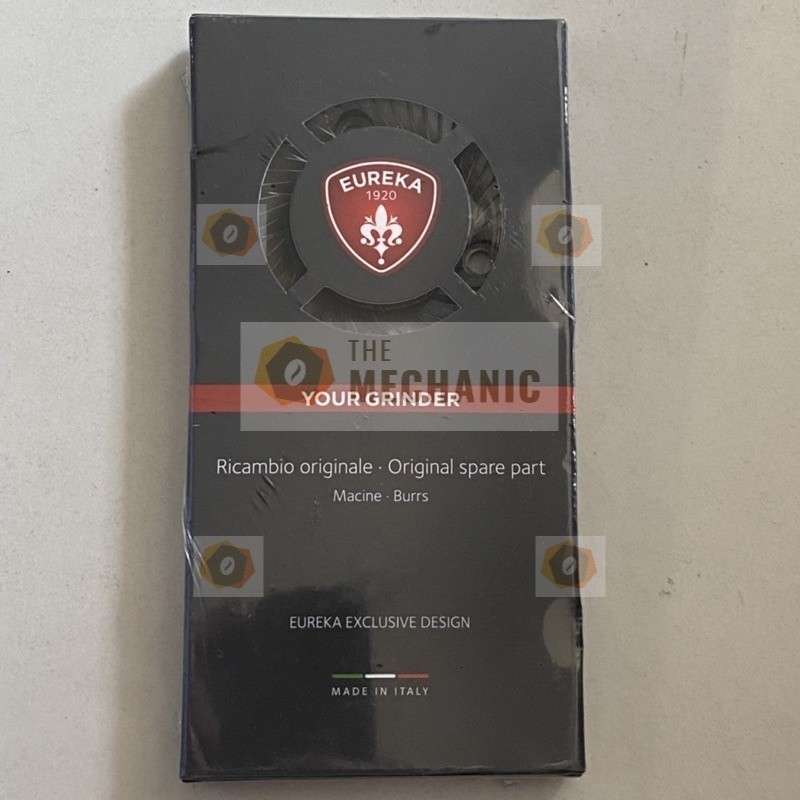 EUREKA
1920
THE
MECHANIC
YOUR GRINDER
Ricambio originale · Original spare part
Macine · Burrs
EUREKA EXCLUSIVE DESIGN
MADE IN ITALY